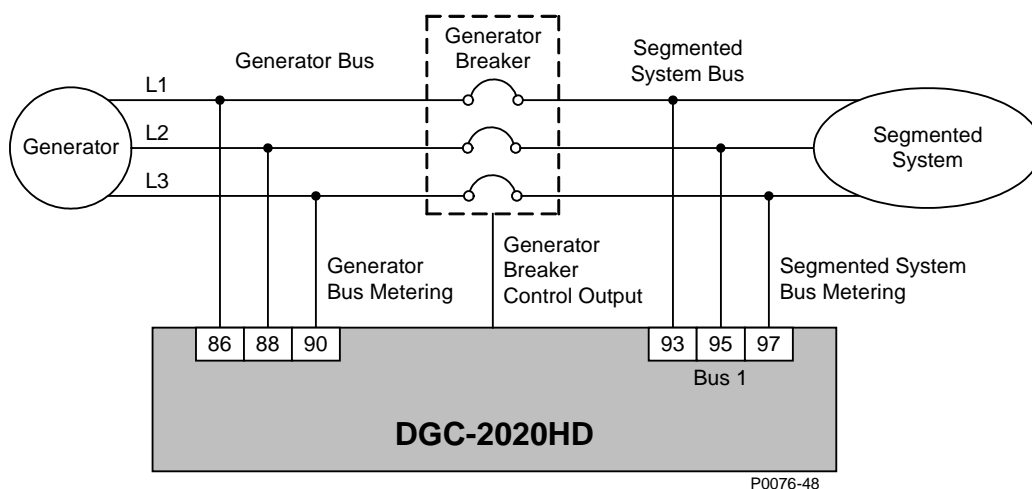 Generator
L1
L2
L3
Generator Bus
Generator
Breaker
Segmented
System Bus
Segmented
System
Generator
Bus Metering
Generator
Breaker
Control Output
Segmented System
Bus Metering
86 88 90
93 95 97
Bus 1
DGC-2020HD
P0076-48